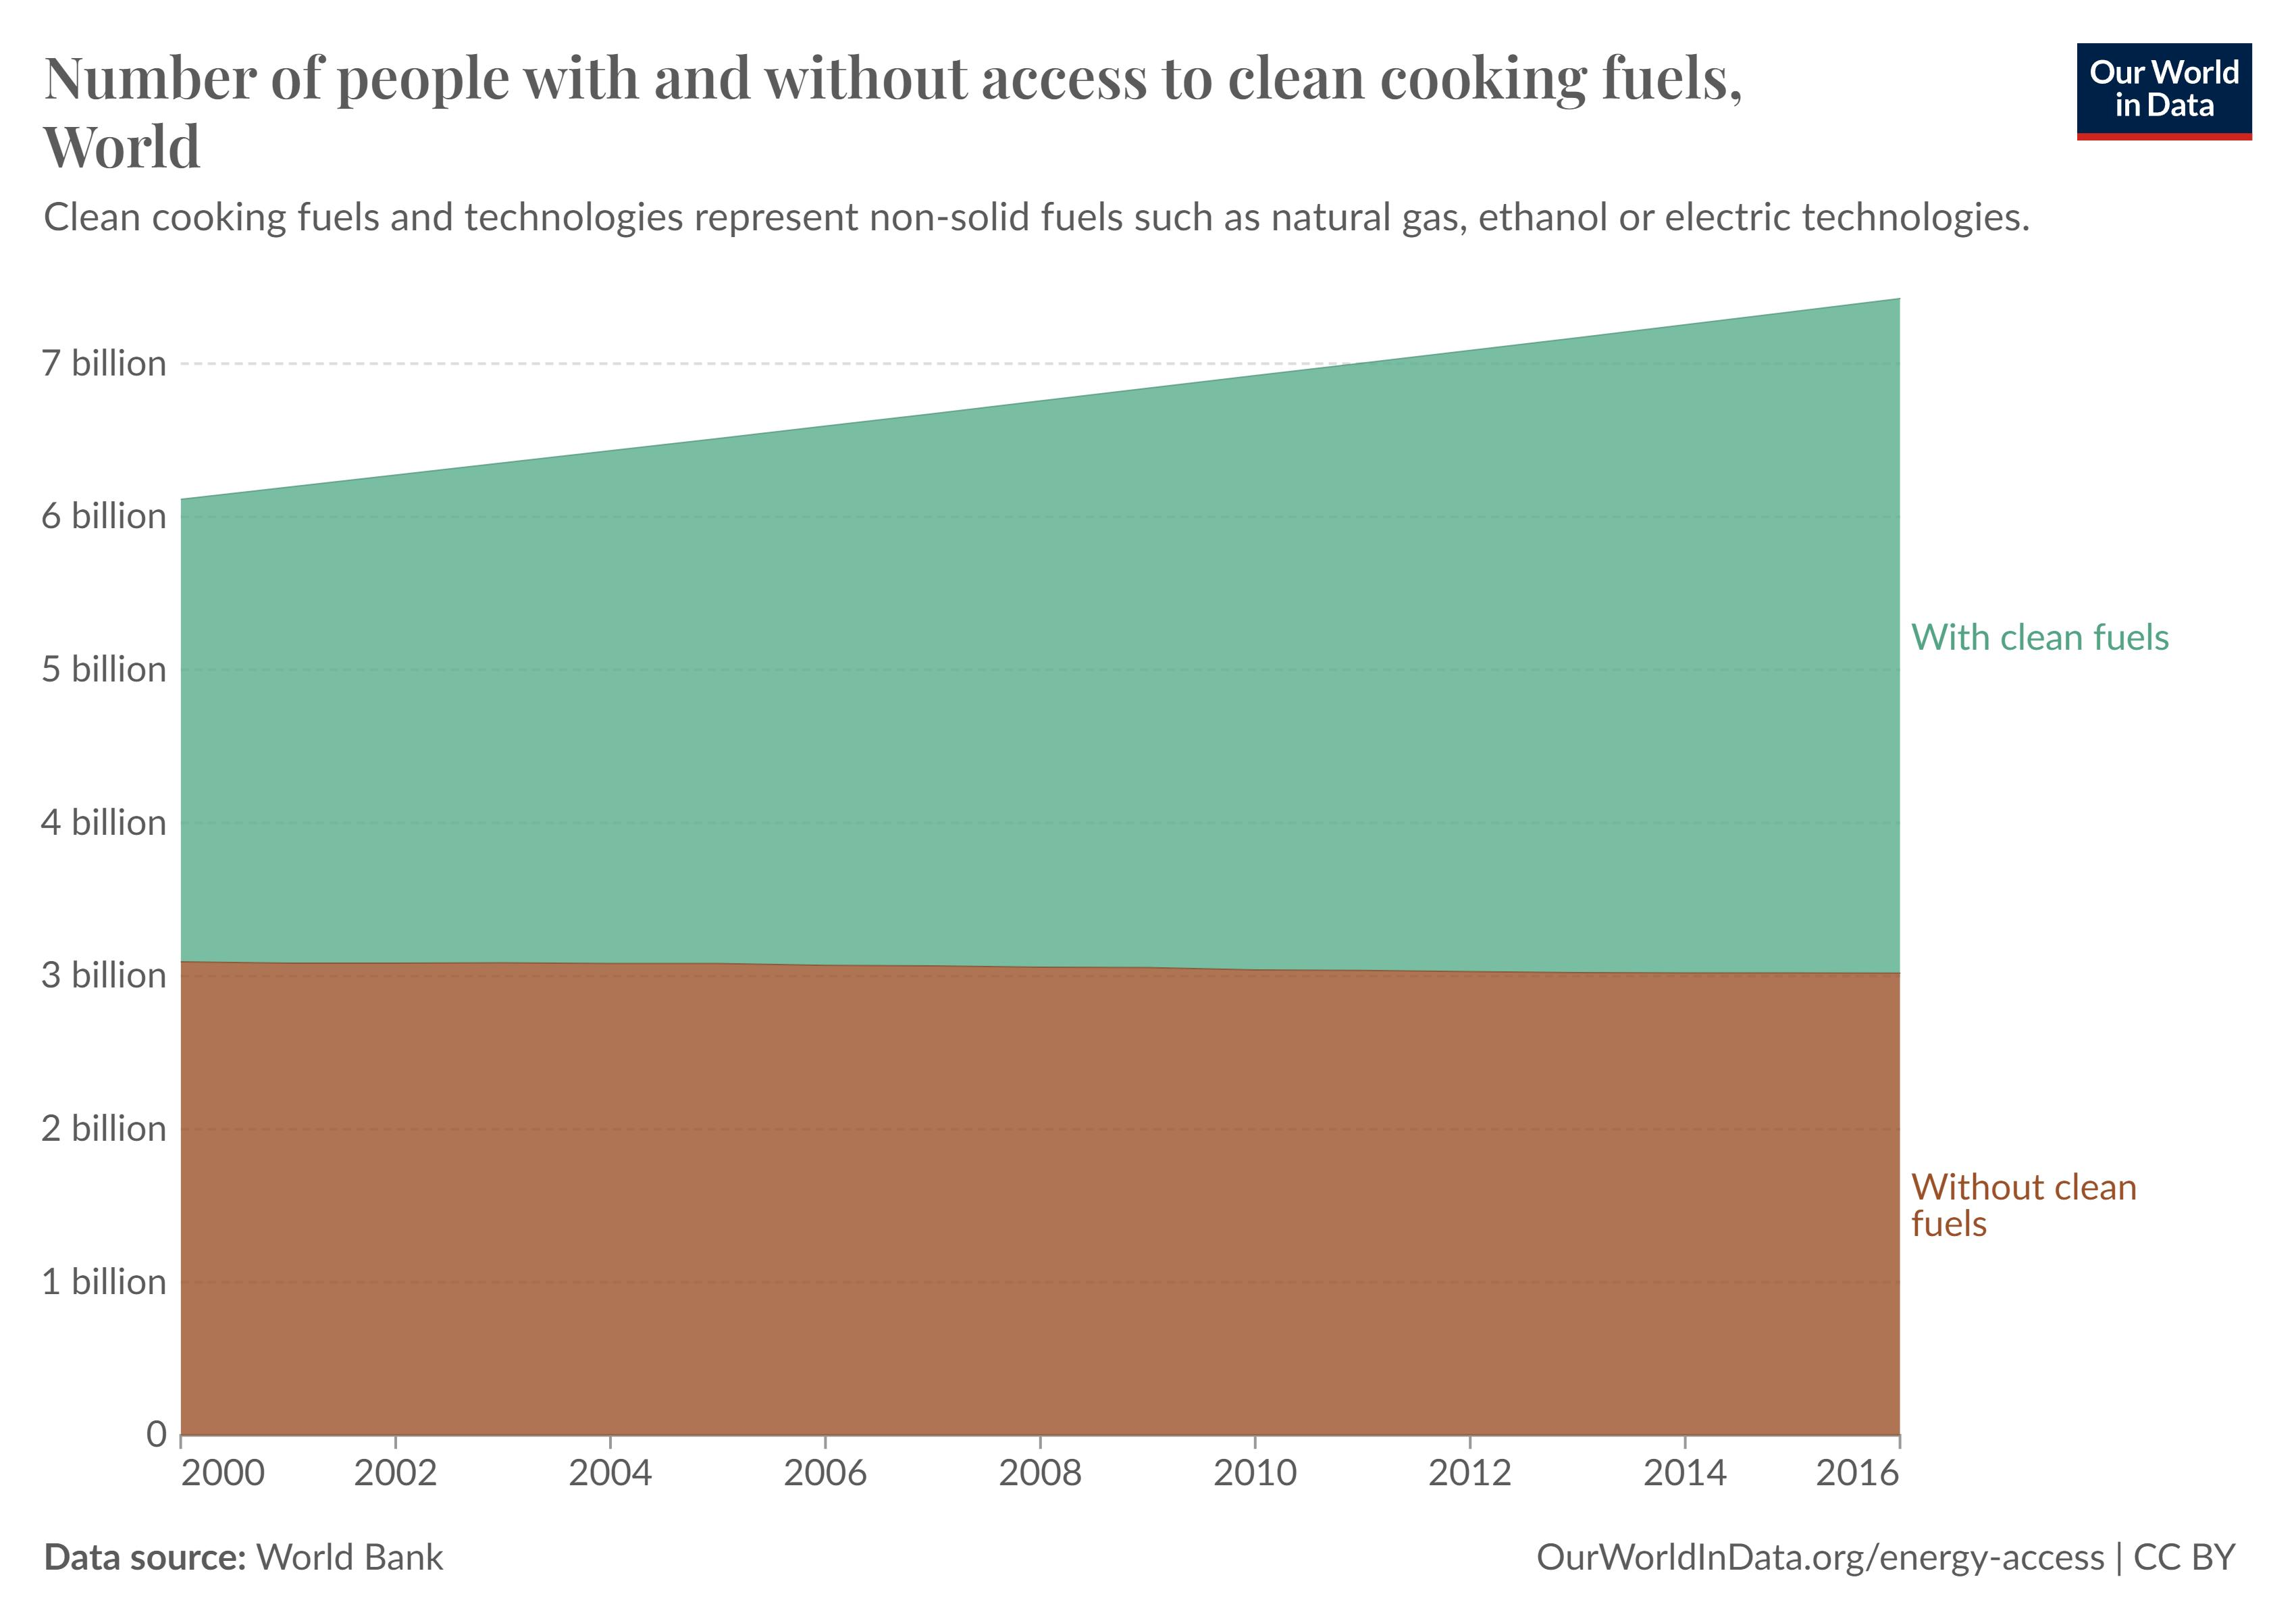 Number of people with and without access to clean cooking fuels,
World
Our World
in Data
Clean cooking fuels and technologies represent non-solid fuels such as natural gas, ethanol or electric technologies.
7 billion
6 billion
5 billion
4 billion
3 billion
2 billion
1 billion
0
With clean fuels
Without clean
fuels
2000 2002 2004 2006 2008 2010 2012 2014 2016
Data source: World Bank
OurWorldInData.org/energy-access | CC BY